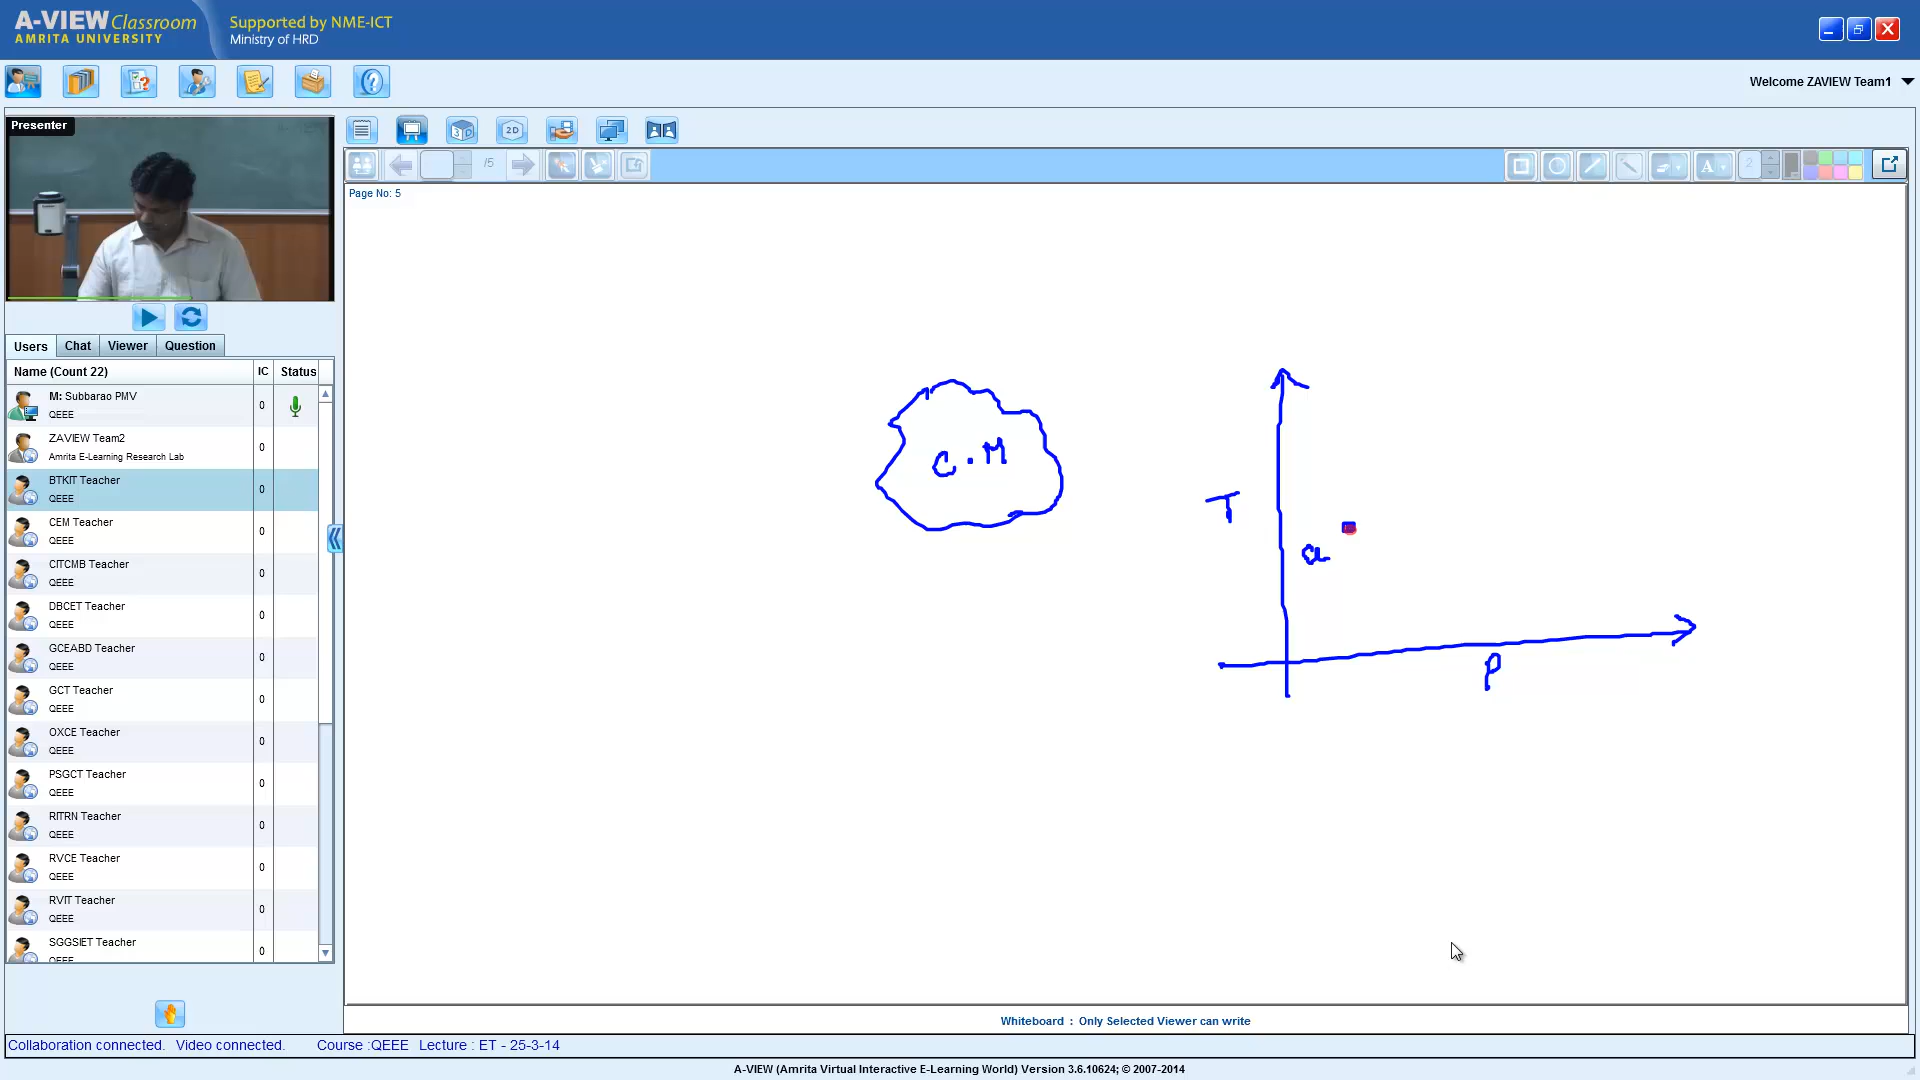 A-VIEW Classroom
AMRITA UNIVERSITY
Supported by NME-ICT
Ministry of HRD
Welcome ZAVIEW Team1
Presenter
3D
2D
/5
A
2
Page No: 5
Users Chat Viewer Question
Name (Count 22) IC Status
M: Subbarao PMV
QEEE
0
ZAVIEW Team2
Amrita E-Learning Research Lab
0
BTKIT Teacher
QEEE
0
CEM Teacher
QEEE
0
CITCMB Teacher
QEEE
0
DBCET Teacher
QEEE
0
GCEABD Teacher
QEEE
0
GCT Teacher
QEEE
0
OXCE Teacher
QEEE
0
PSGCT Teacher
QEEE
0
RITRN Teacher
QEEE
0
RVCE Teacher
QEEE
0
RVIT Teacher
QEEE
0
SGGSIET Teacher
QEEE
0
C.M
T
a
P
Whiteboard : Only Selected Viewer can write
Collaboration connected. Video connected. Course :QEEE Lecture : ET - 25-3-14
A-VIEW (Amrita Virtual Interactive E-Learning World) Version 3.6.10624; © 2007-2014